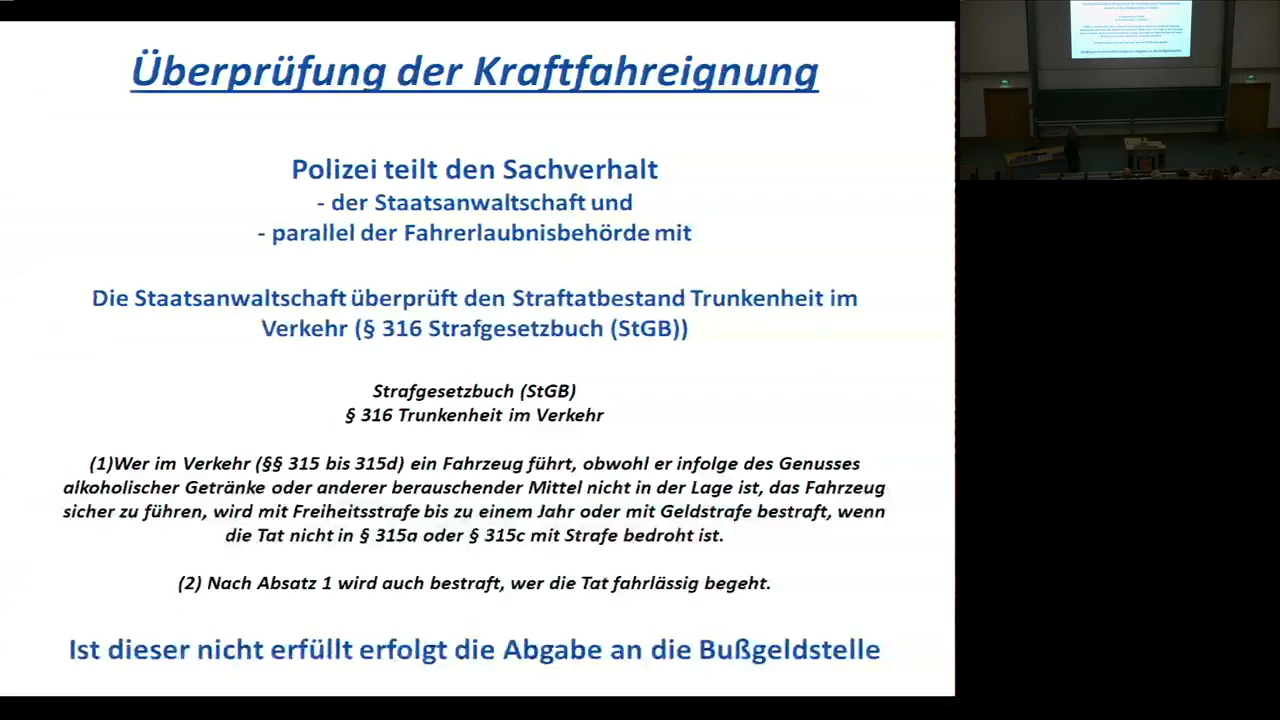 Überprüfung der Kraftfahreignung
Polizei teilt den Sachverhalt
- der Staatsanwaltschaft und
- parallel der Fahrerlaubnisbehörde mit
Die Staatsanwaltschaft überprüft den Straftatbestand Trunkenheit im
Verkehr (§ 316 Strafgesetzbuch (StGB))
Strafgesetzbuch (StGB)
§ 316 Trunkenheit im Verkehr
(1)Wer im Verkehr (§§ 315 bis 315d) ein Fahrzeug führt, obwohl er infolge des Genusses
alkoholischer Getränke oder anderer berauschender Mittel nicht in der Lage ist, das Fahrzeug
sicher zu führen, wird mit Freiheitsstrafe bis zu einem Jahr oder mit Geldstrafe bestraft, wenn
die Tat nicht in § 315a oder § 315c mit Strafe bedroht ist.
(2) Nach Absatz 1 wird auch bestraft, wer die Tat fahrlässig begeht.
Ist dieser nicht erfüllt erfolgt die Abgabe an die Bußgeldstelle